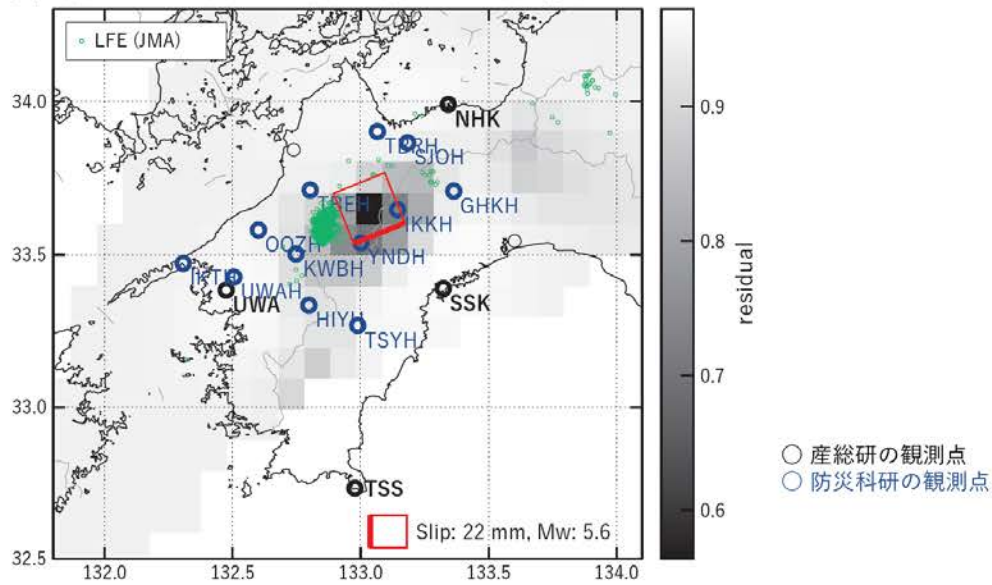 LFE (JMA)
34.0
33.5
33.0
32.5
132.0
132.5
133.0
133.5
134.0
NHK
TBRH
SJOH
GHKH
IKKH
TBEH
OOZH
KWBH
YNDH
IKTH
UWAH
UWA
SSK
HIYH
TSYH
TSS
Slip: 22 mm, Mw: 5.6
0.9
0.8
0.7
0.6
residual
産総研の観測点
防災科研の観測点